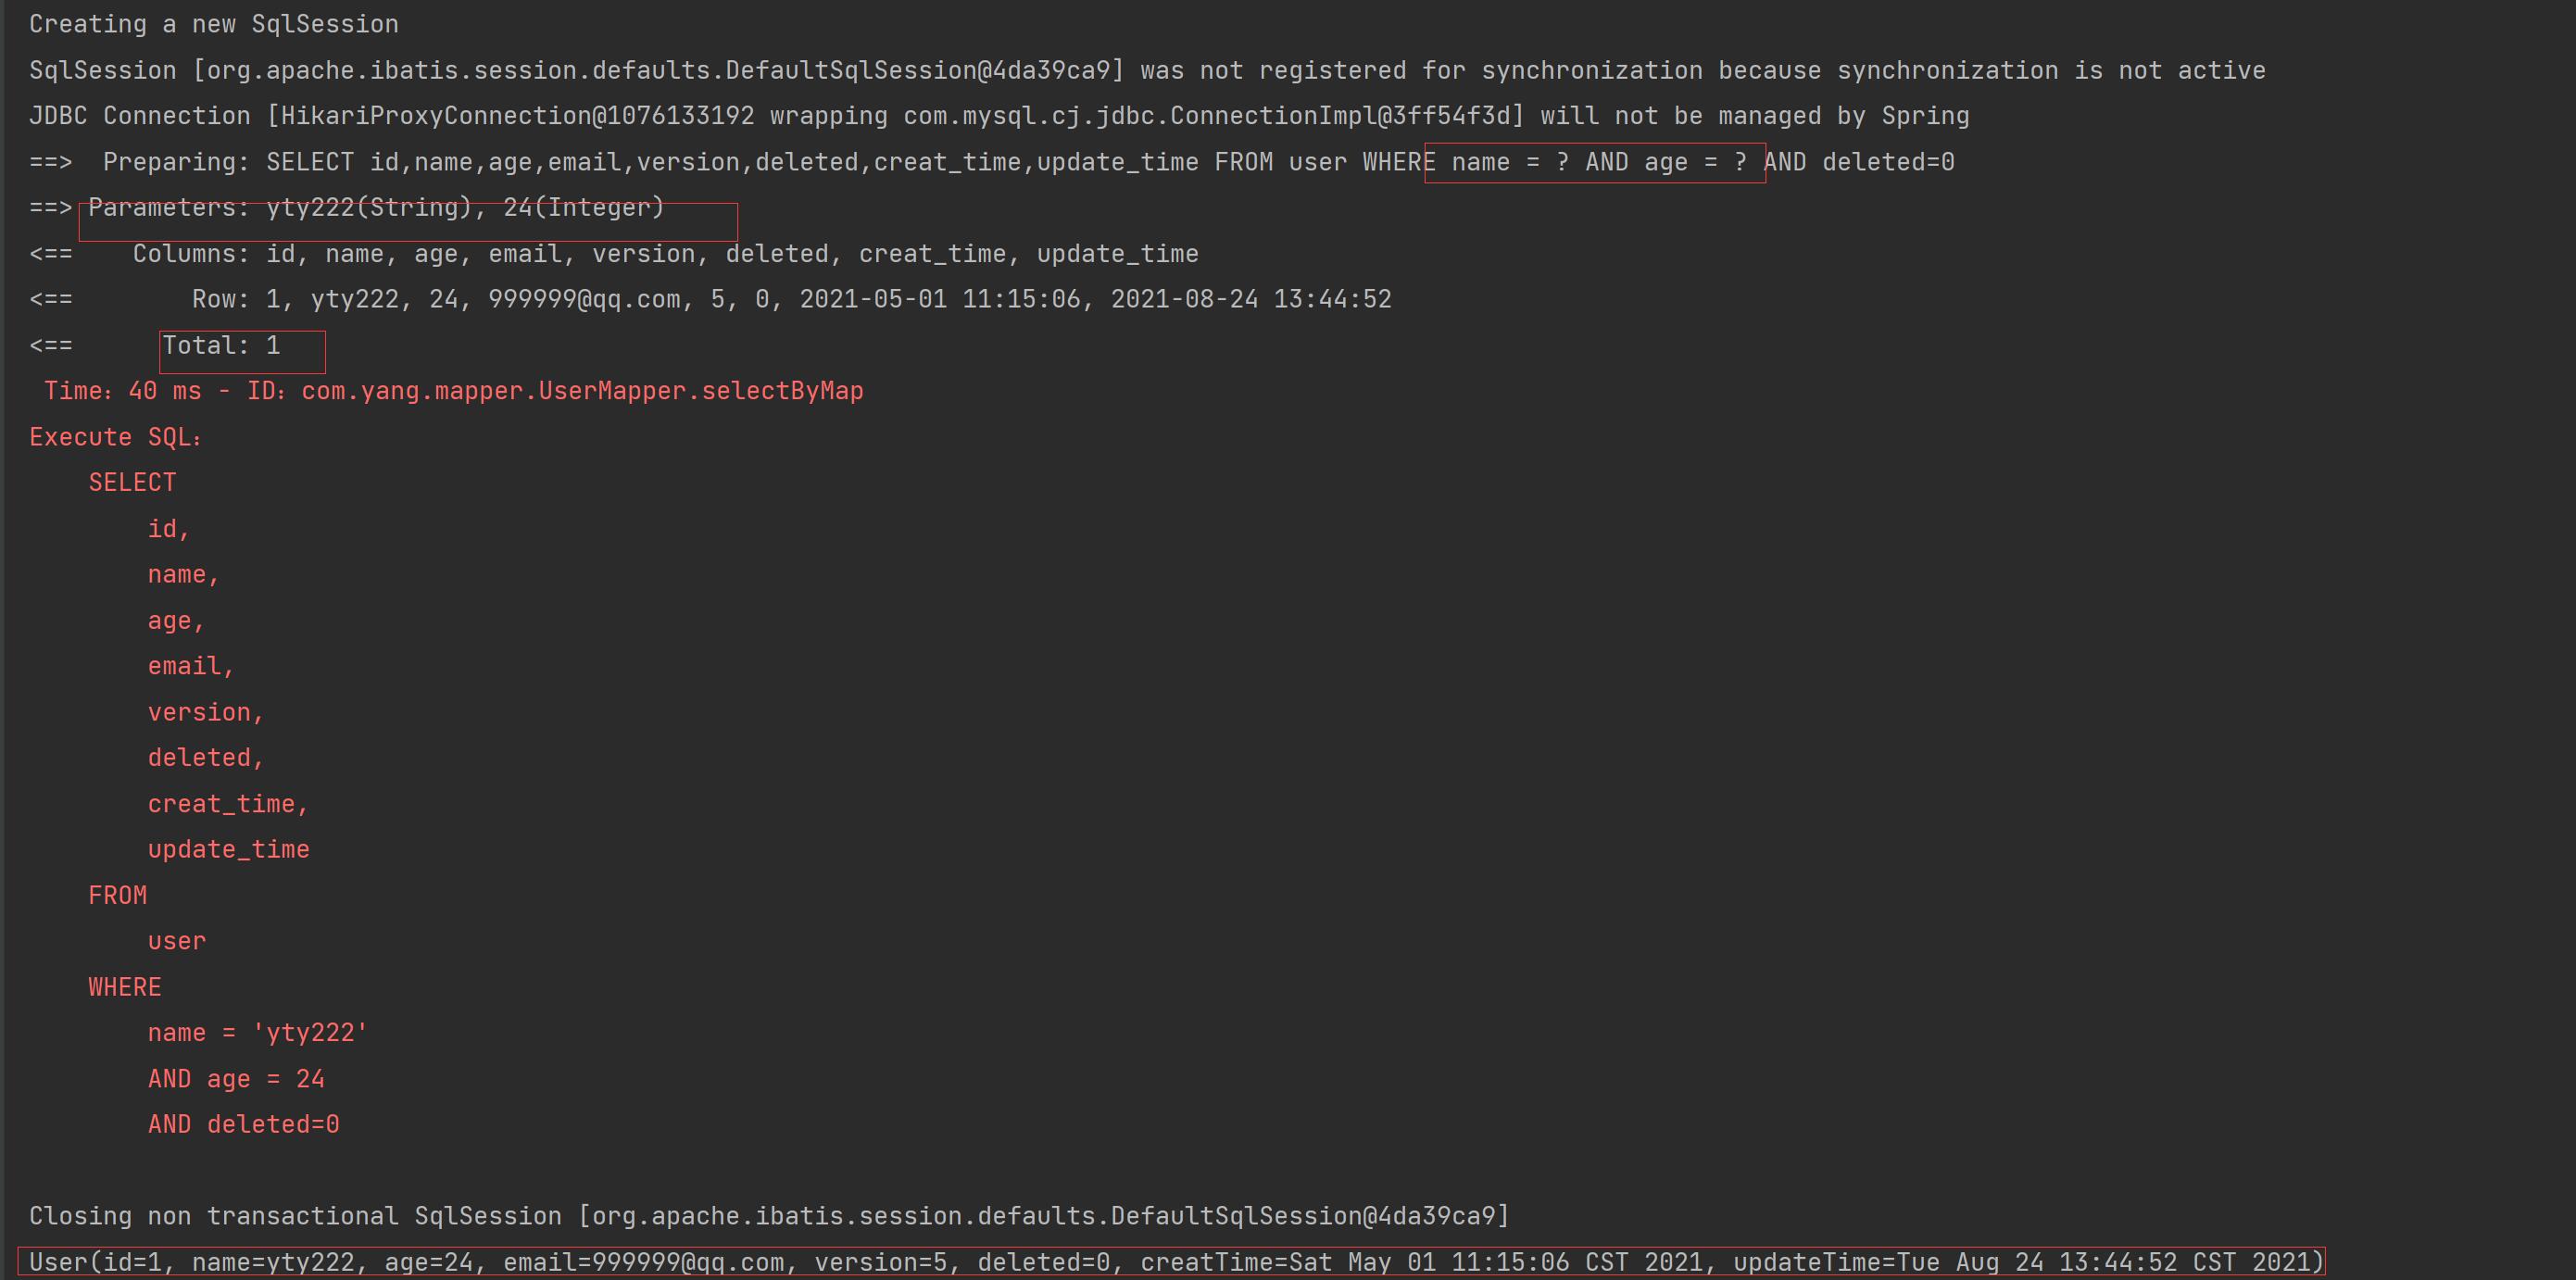 Creating a new SqlSession
SqlSession [org.apache.ibatis.session.defaults.DefaultSqlSession@4da39ca9] was not registered for synchronization because synchronization is not active
JDBC Connection [HikariProxyConnection@1076133192 wrapping com.mysql.cj.jdbc.ConnectionImpl@3ff54f3d] will not be managed by Spring
==>  Preparing: SELECT id,name,age,email,version,deleted,creat_time,update_time FROM user WHERE name = ? AND age = ? AND deleted=0
==> Parameters: yty222(String), 24(Integer)
<==    Columns: id, name, age, email, version, deleted, creat_time, update_time
<==        Row: 1, yty222, 24, 999999@qq.com, 5, 0, 2021-05-01 11:15:06, 2021-08-24 13:44:52
<==      Total: 1
 Time：40 ms - ID：com.yang.mapper.UserMapper.selectByMap
Execute SQL：
    SELECT
        id,
        name,
        age,
        email,
        version,
        deleted,
        creat_time,
        update_time
    FROM
        user
    WHERE
        name = 'yty222'
        AND age = 24
        AND deleted=0
Closing non transactional SqlSession [org.apache.ibatis.session.defaults.DefaultSqlSession@4da39ca9]
User(id=1, name=yty222, age=24, email=999999@qq.com, version=5, deleted=0, creatTime=Sat May 01 11:15:06 CST 2021, updateTime=Tue Aug 24 13:44:52 CST 2021)